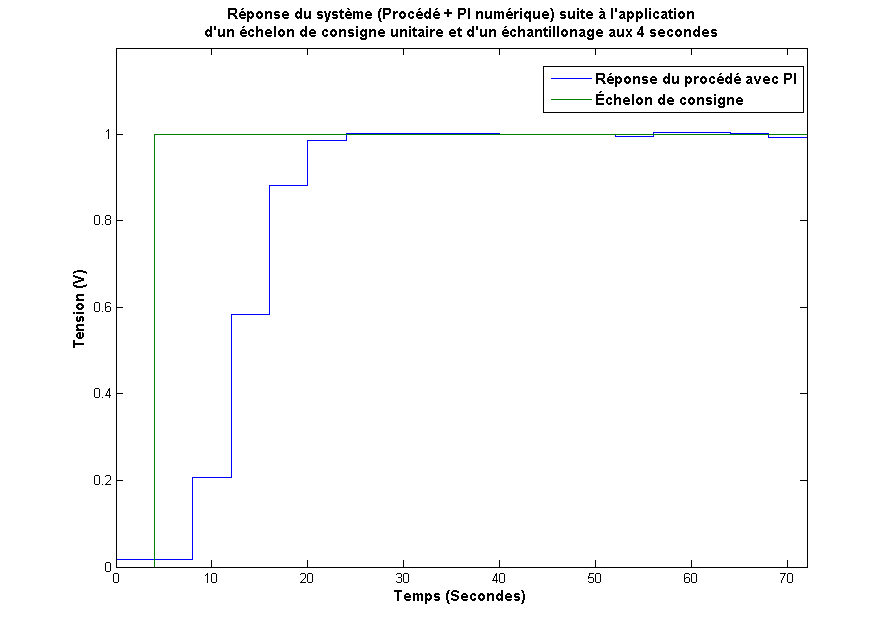 Réponse du système (Procédé + PI numérique) suite à l'application
d'un échelon de consigne unitaire et d'un échantillonage aux 4 secondes
Réponse du procédé avec PI
Échelon de consigne
Tension (V)
1
0.8
0.6
0.4
0.2
0
0 10 20 30 40 50 60 70
Temps (Secondes)